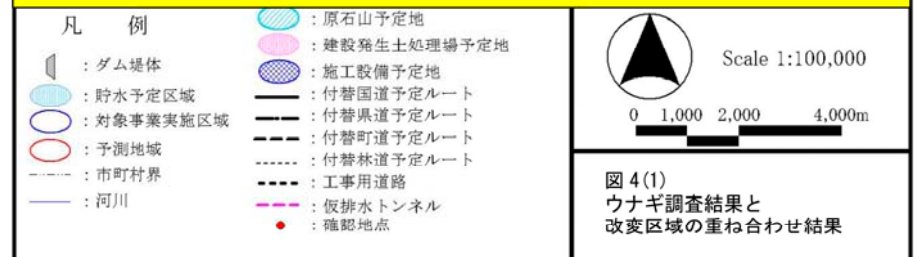 凡 例
：ダム堤体
：貯水予定区域
：対象事業実施区域
：予測地域
：市町村界
：河川
：原石山予定地
：建設発生土処理場予定地
：施工設備予定地
：付替国道予定ルート
：付替県道予定ルート
：付替町道予定ルート
：付替林道予定ルート
：工事用道路
：仮排水トンネル
：確認地点
Scale 1:100,000
0 1,000 2,000 4,000m
図 4(1)
ウナギ調査結果と
改変区域の重ね合わせ結果